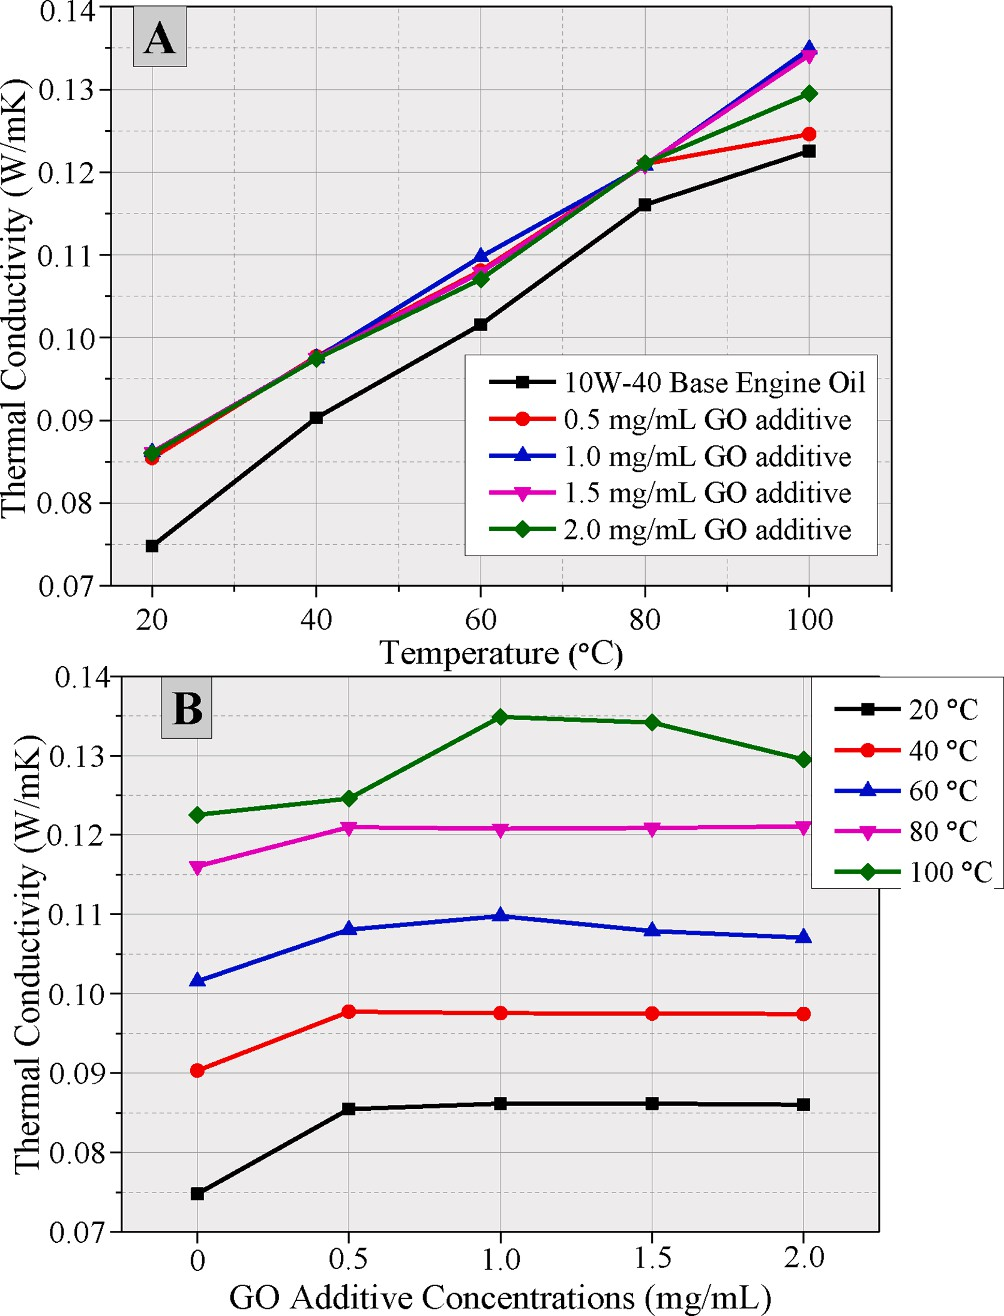 A
Thermal Conductivity (W/mK)
0.14
0.13
0.12
0.11
0.10
0.09
0.08
0.07
10W-40 Base Engine Oil
0.5 mg/mL GO additive
1.0 mg/mL GO additive
1.5 mg/mL GO additive
2.0 mg/mL GO additive
20 40 60 80 100
Temperature (°C)
B
Thermal Conductivity (W/mK)
0.14
0.13
0.12
0.11
0.10
0.09
0.08
0.07
20 °C
40 °C
60 °C
80 °C
100 °C
0 0.5 1.0 1.5 2.0
GO Additive Concentrations (mg/mL)